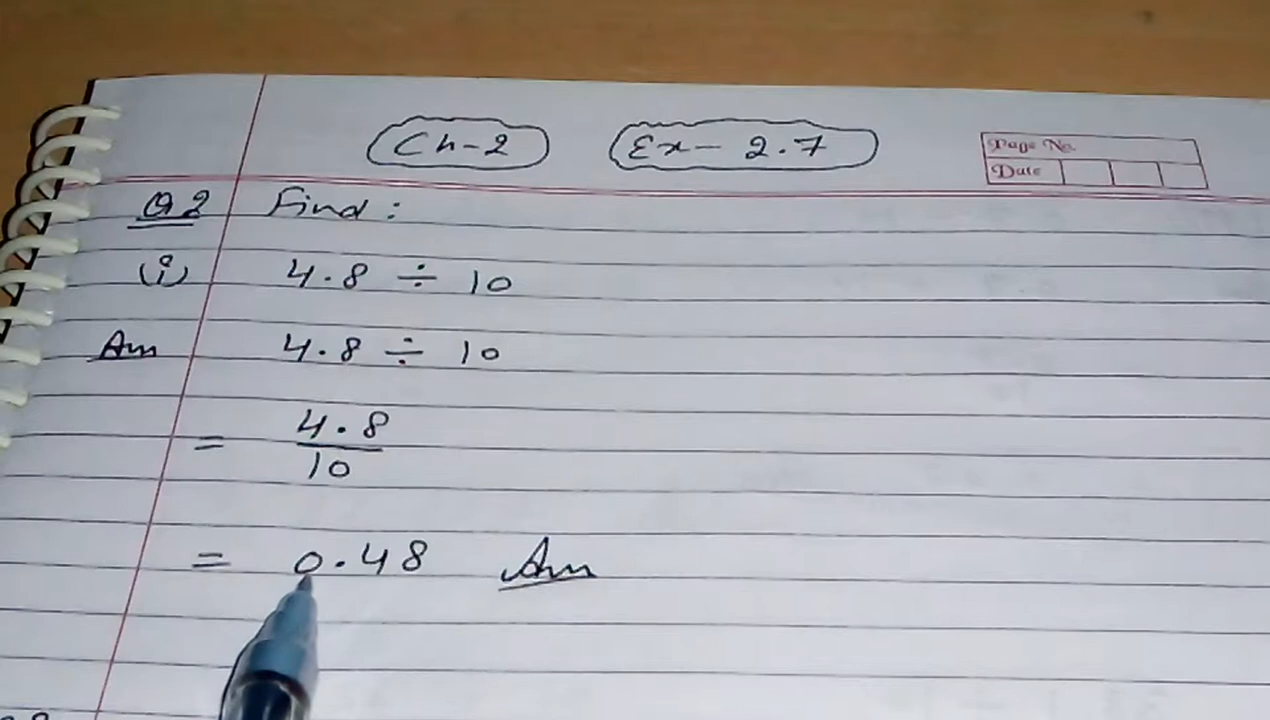 Ch-2 Ex- 2.7
Page No.
Date
Q2 Find:
(i) 4.8 ÷ 10
Ans 4.8 ÷ 10
= 4.8
10
= 0.48 Ans